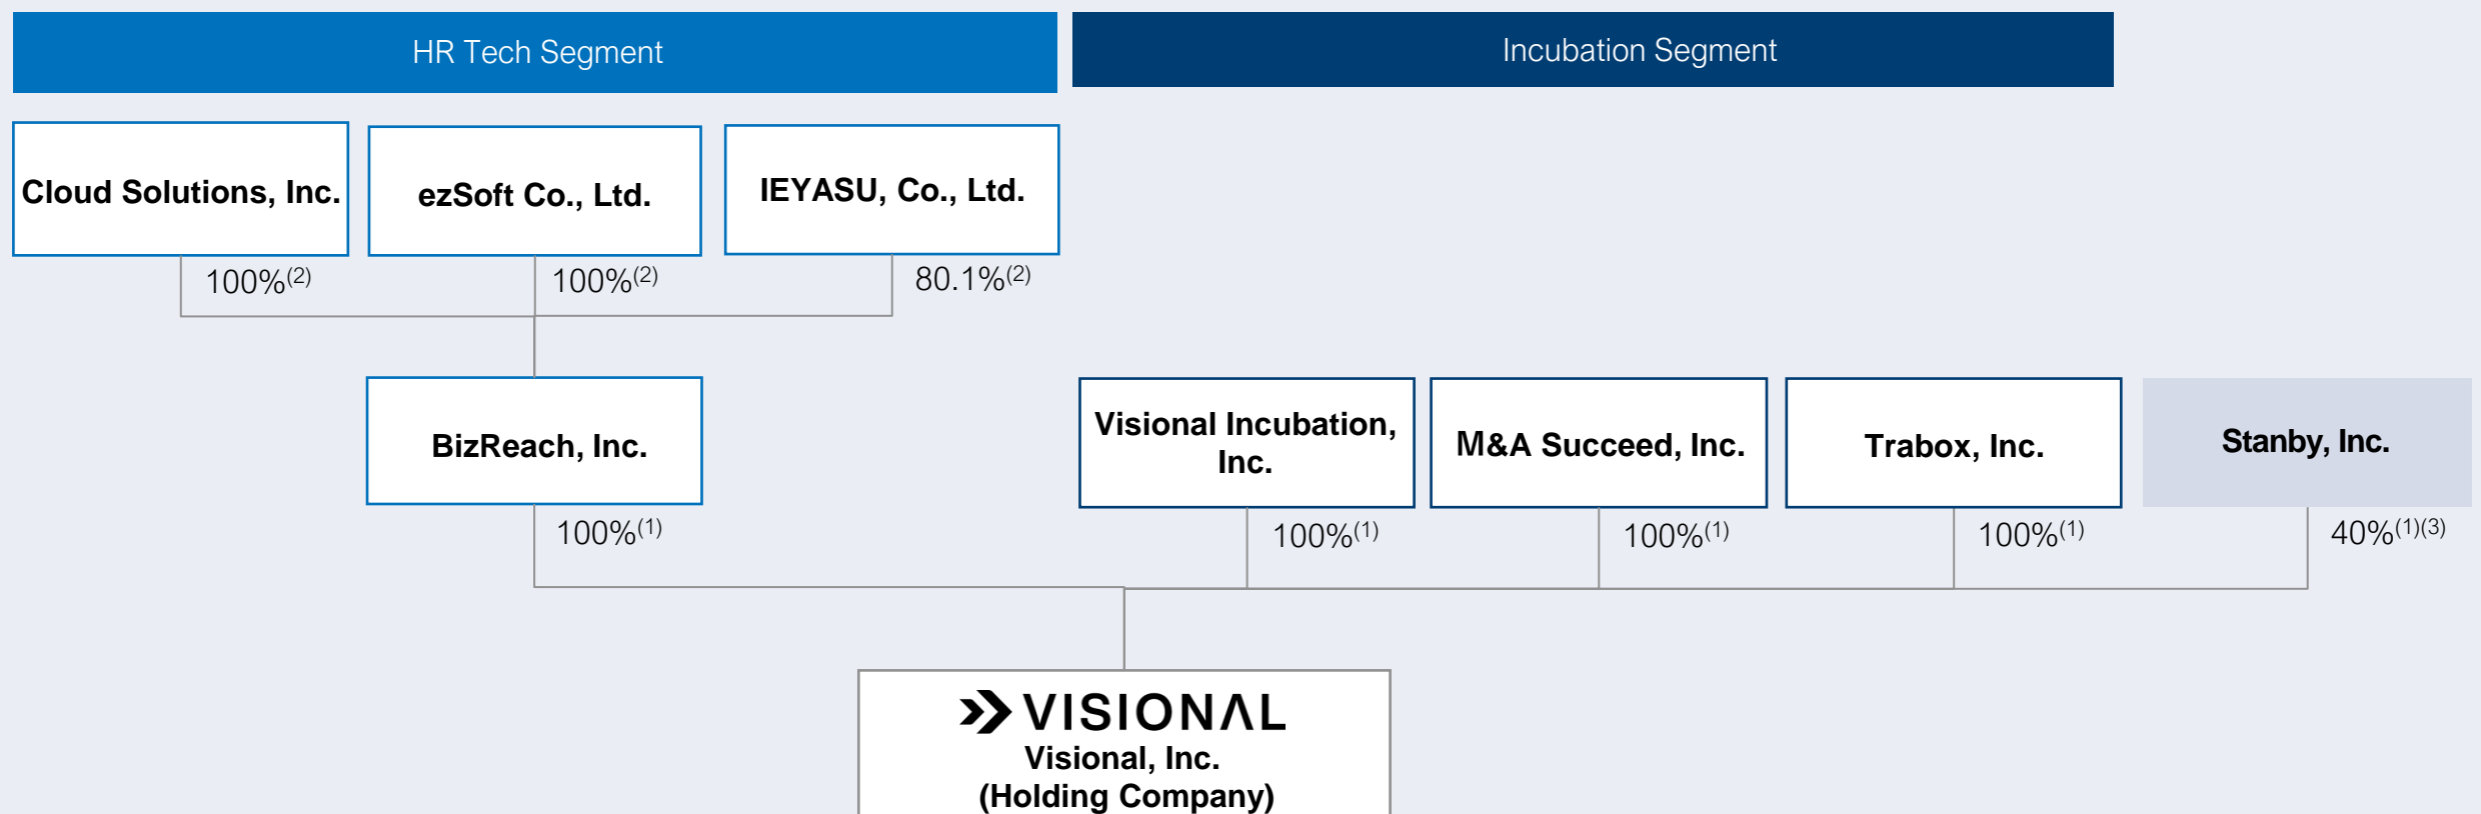 HR Tech Segment
Incubation Segment
Cloud Solutions, Inc.
ezSoft Co., Ltd.
IEYASU, Co., Ltd.
100%(2)
100%(2)
80.1%(2)
BizReach, Inc.
Visional Incubation,
Inc.
M&A Succeed, Inc.
Trabox, Inc.
Stanby, Inc.
100%(1)
100%(1)
100%(1)
100%(1)
40%(1)(3)
VISIONAL
Visional, Inc.
(Holding Company)